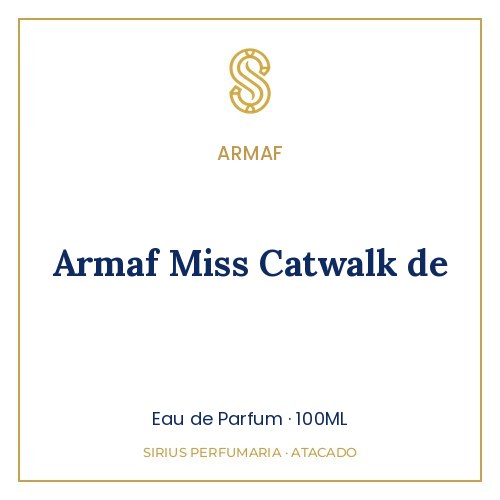 ARMAF
Armaf Miss Catwalk de
Eau de Parfum · 100ML
SIRIUS PERFUMARIA · ATACADO